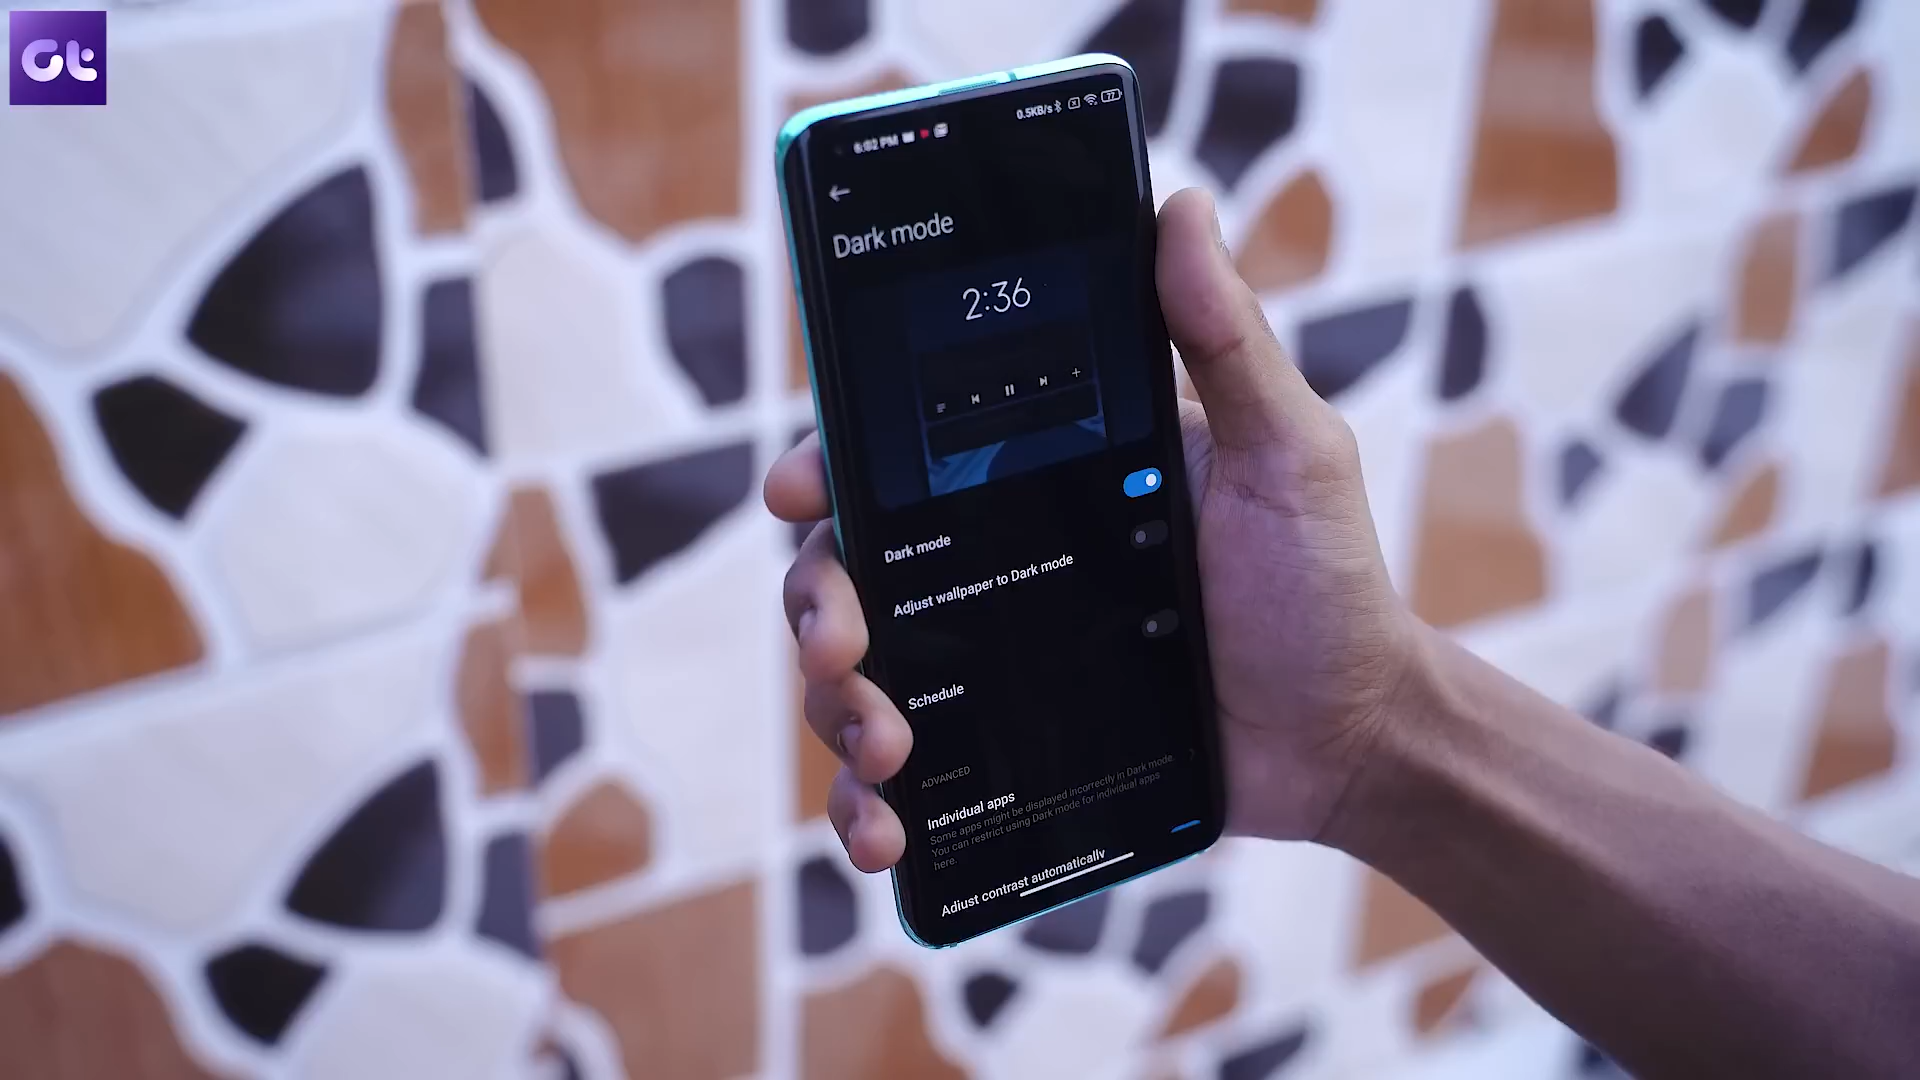 Gt
6:02 PM
0.5KB/s
77
Dark mode
2:36
Dark mode
Adjust wallpaper to Dark mode
Schedule
ADVANCED
Individual apps
Some apps might be displayed incorrectly in Dark mode.
You can restrict using Dark mode for individual apps
here.
Adjust contrast automatically